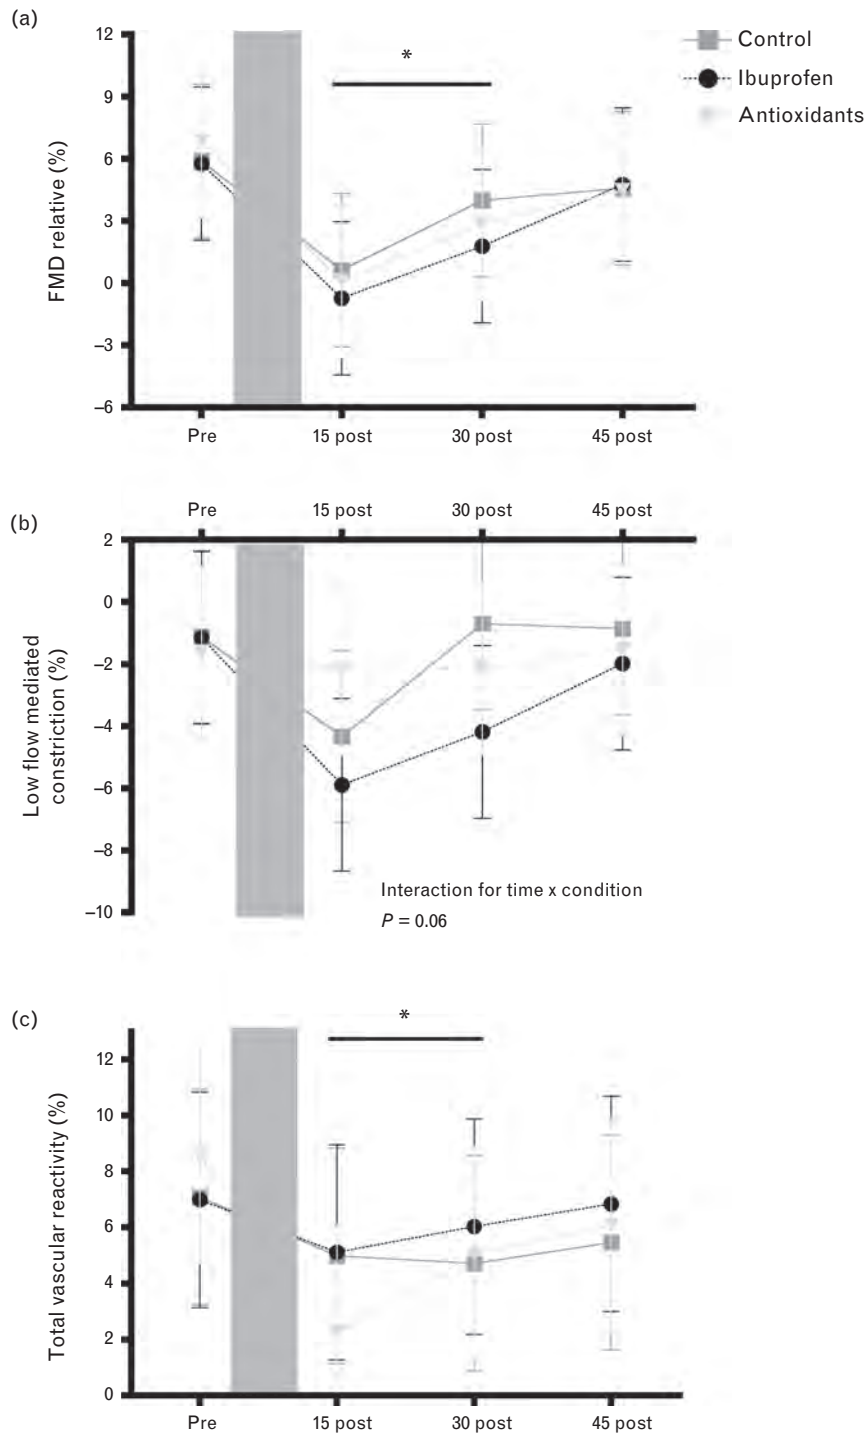 (a)
12
9
6
3
0
–3
–6
FMD relative (%)
*
Control
Ibuprofen
Antioxidants
Pre
15 post
30 post
45 post
(b)
Pre
15 post
30 post
45 post
2
0
–2
–4
–6
–8
–10
Low flow mediated
constriction (%)
Interaction for time x condition
P = 0.06
(c)
*
12
10
8
6
4
2
0
Total vascular reactivity (%)
Pre
15 post
30 post
45 post